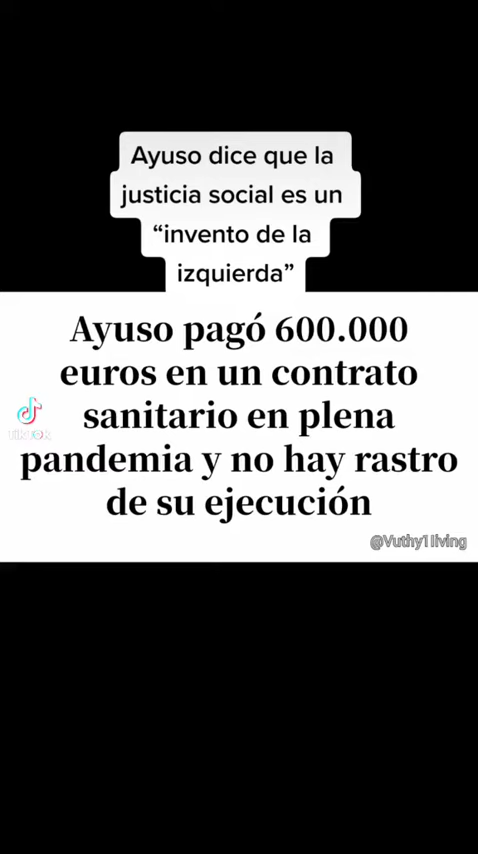 Ayuso dice que la
justicia social es un
“invento de la
izquierda”
Ayuso pagó 600.000
euros en un contrato
sanitario en plena
pandemia y no hay rastro
de su ejecución
TikTok
@Vuthy1living